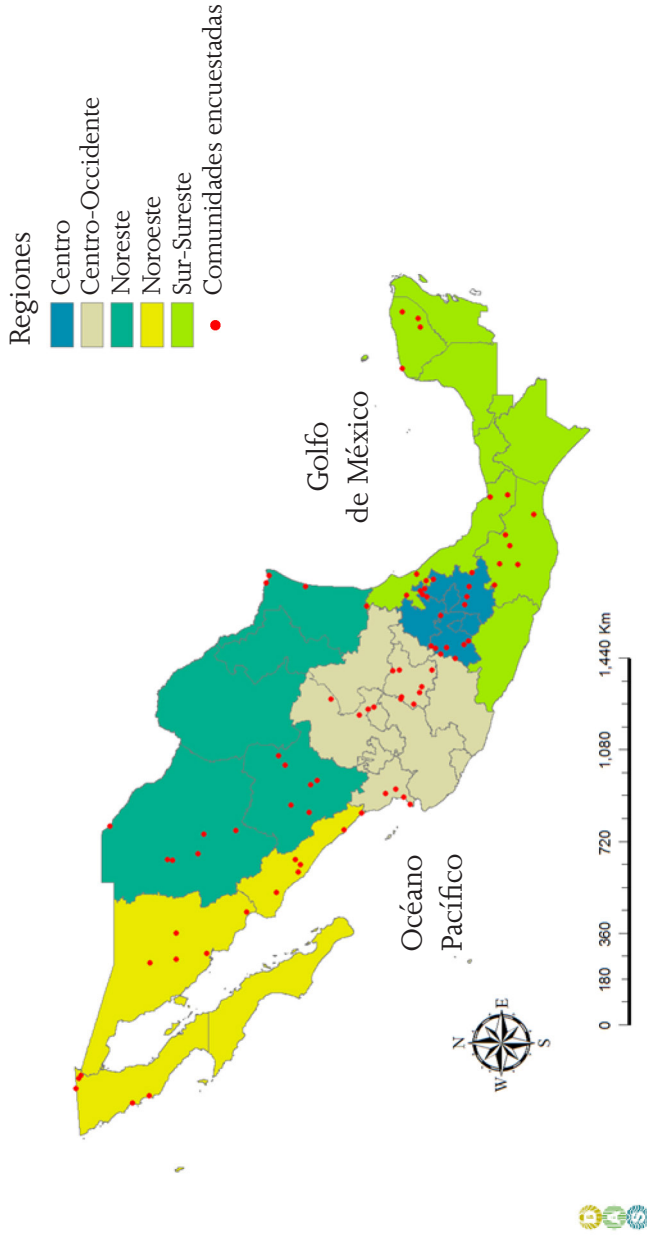 Regiones
Centro
Centro-Occidente
Noreste
Noroeste
Sur-Sureste
Comunidades encuestadas
Golfo
de México
Océano
Pacífico
N
W
E
S
0 180 360 720 1,080 1,440 Km
D
A
S